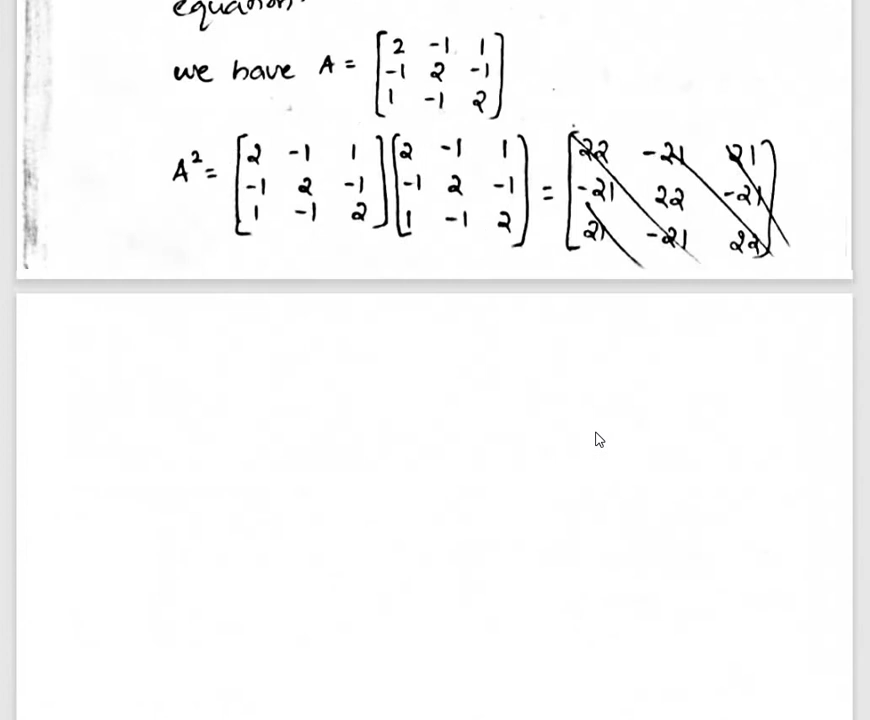 equation.
we have A = [2 -1 1
-1 2 -1
1 -1 2]
A² = [2 -1 1
-1 2 -1
1 -1 2] [2 -1 1
-1 2 -1
1 -1 2] = [22 -21 21
-21 22 -21
21 -21 22]